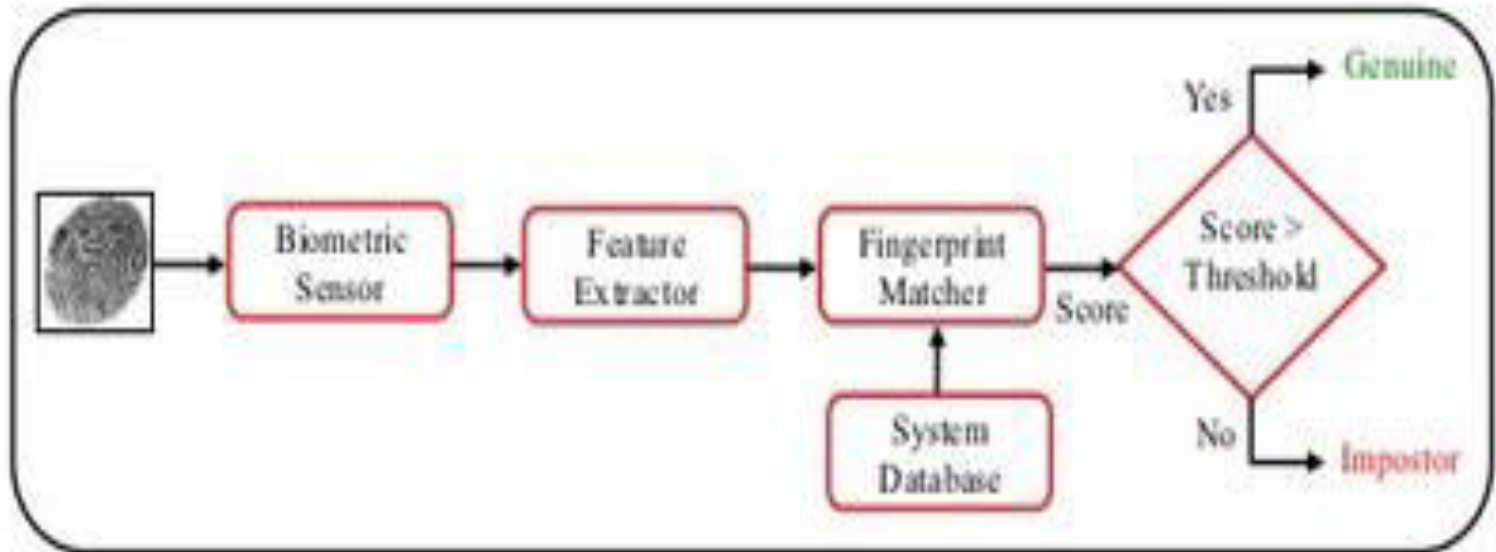 Biometric
Sensor
Feature
Extractor
Fingerprint
Matcher
System
Database
Score
Score >
Threshold
Yes
Genuine
No
Impostor